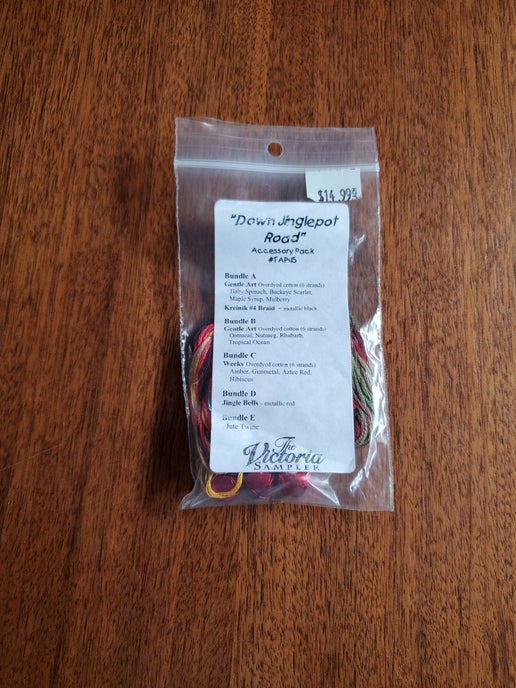 $14.99
"Down Jinglepot
Road"
Accessory Pack
#TAP45
Bundle A
Gentle Art Overdyed cotton (6 strands)
Baby Spinach, Buckeye Scarlet,
Maple Syrup, Mulberry
Kreinik #4 Braid - metallic black
Bundle B
Gentle Art Overdyed cotton (6 strands)
Oatmeal, Nutmeg, Rhubarb,
Tropical Ocean
Bundle C
Weeks Overdyed cotton (6 strands)
Amber, Gunmetal, Aztec Red,
Hibiscus
Bundle D
Jingle Bells - metallic red
Bundle E
Jute Twine
The
Victoria
SAMPLER